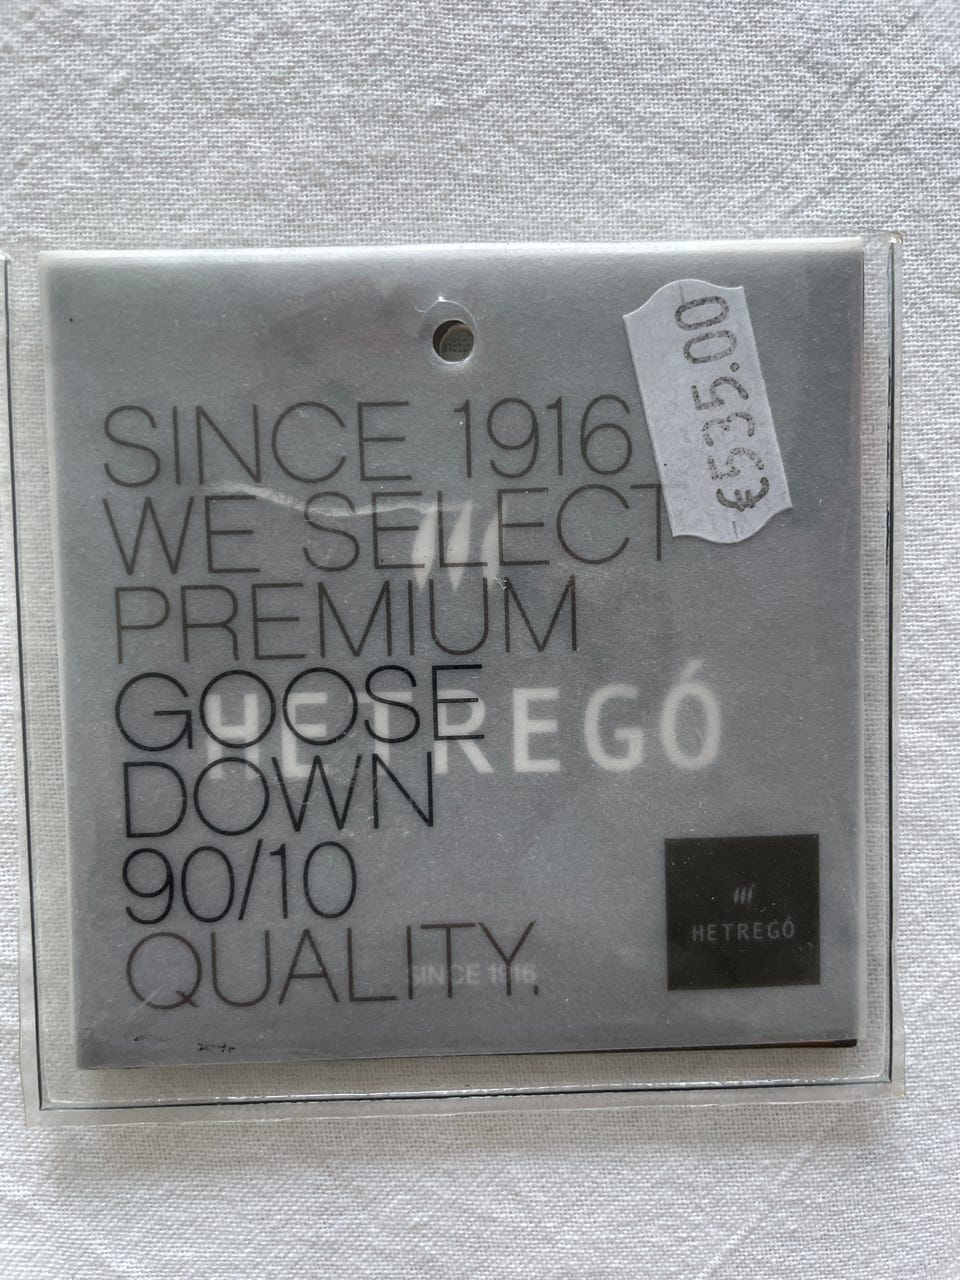 SINCE 1916
WE SELECT
PREMIUM
GOOSE
DOWN
90/10
QUALITY.
€535.00
HETREGÓ
SINCE 1916
HETREGÓ